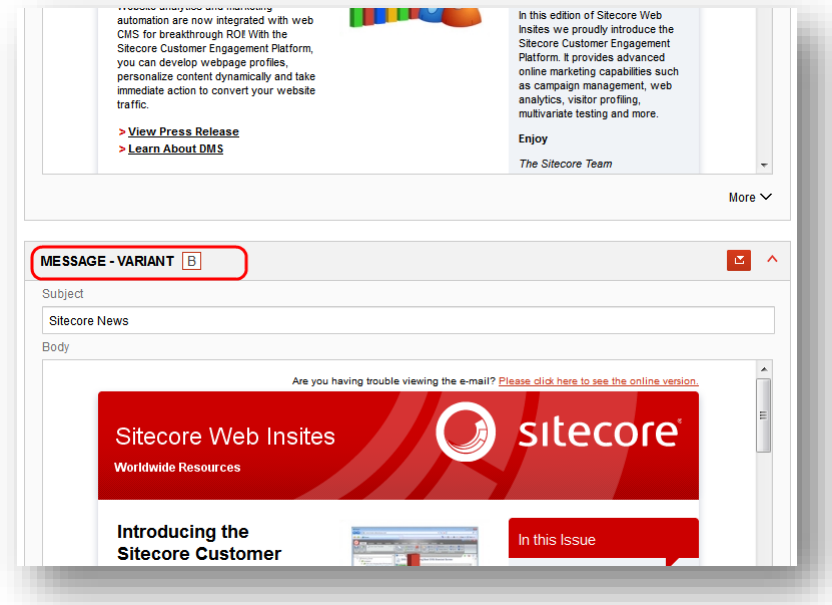 automation are now integrated with web
CMS for breakthrough ROI! With the
Sitecore Customer Engagement Platform,
you can develop webpage profiles,
personalize content dynamically and take
immediate action to convert your website
traffic.
> View Press Release
> Learn About DMS
In this edition of Sitecore Web
Insites we proudly introduce the
Sitecore Customer Engagement
Platform. It provides advanced
online marketing capabilities such
as campaign management, web
analytics, visitor profiling,
multivariate testing and more.
Enjoy
The Sitecore Team
More
MESSAGE - VARIANT B
Subject
Sitecore News
Body
Are you having trouble viewing the e-mail? Please click here to see the online version.
Sitecore Web Insites
Worldwide Resources
sitecore
Introducing the
Sitecore Customer
In this Issue